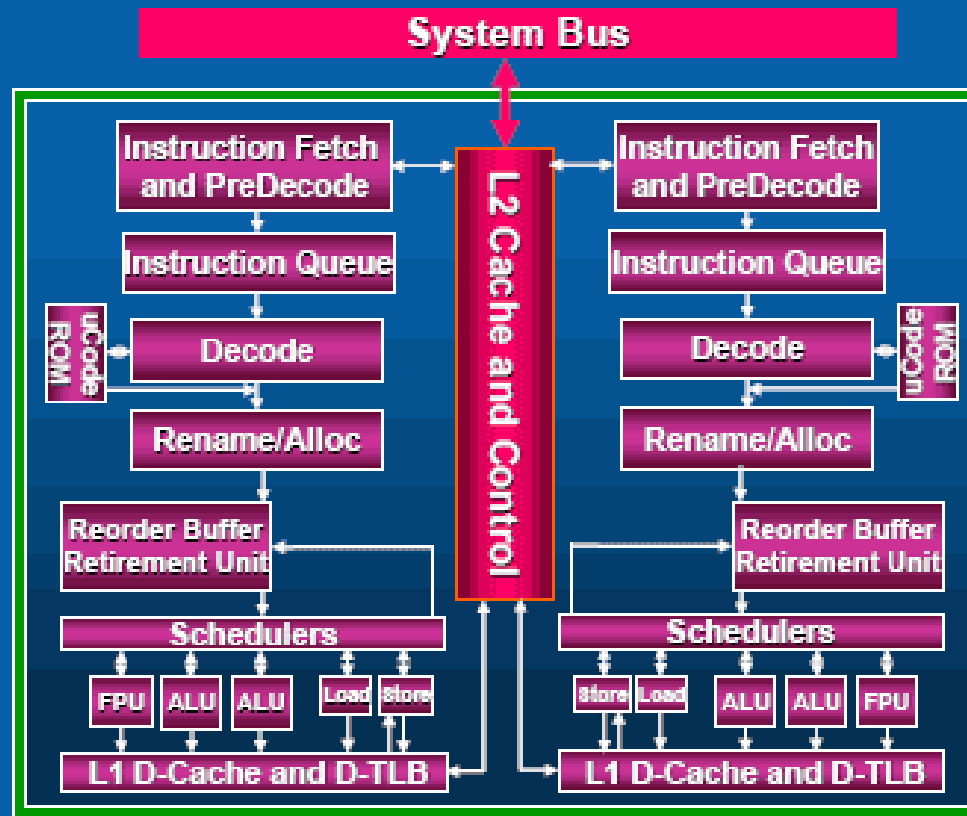 System Bus
Instruction Fetch
and PreDecode
Instruction Queue
uCode
ROM
Decode
Rename/Alloc
Reorder Buffer
Retirement Unit
Schedulers
FPU
ALU
ALU
Load
Store
L1 D-Cache and D-TLB
L2 Cache and Control
Instruction Fetch
and PreDecode
Instruction Queue
Decode
uCode
ROM
Rename/Alloc
Reorder Buffer
Retirement Unit
Schedulers
Store
Load
ALU
ALU
FPU
L1 D-Cache and D-TLB